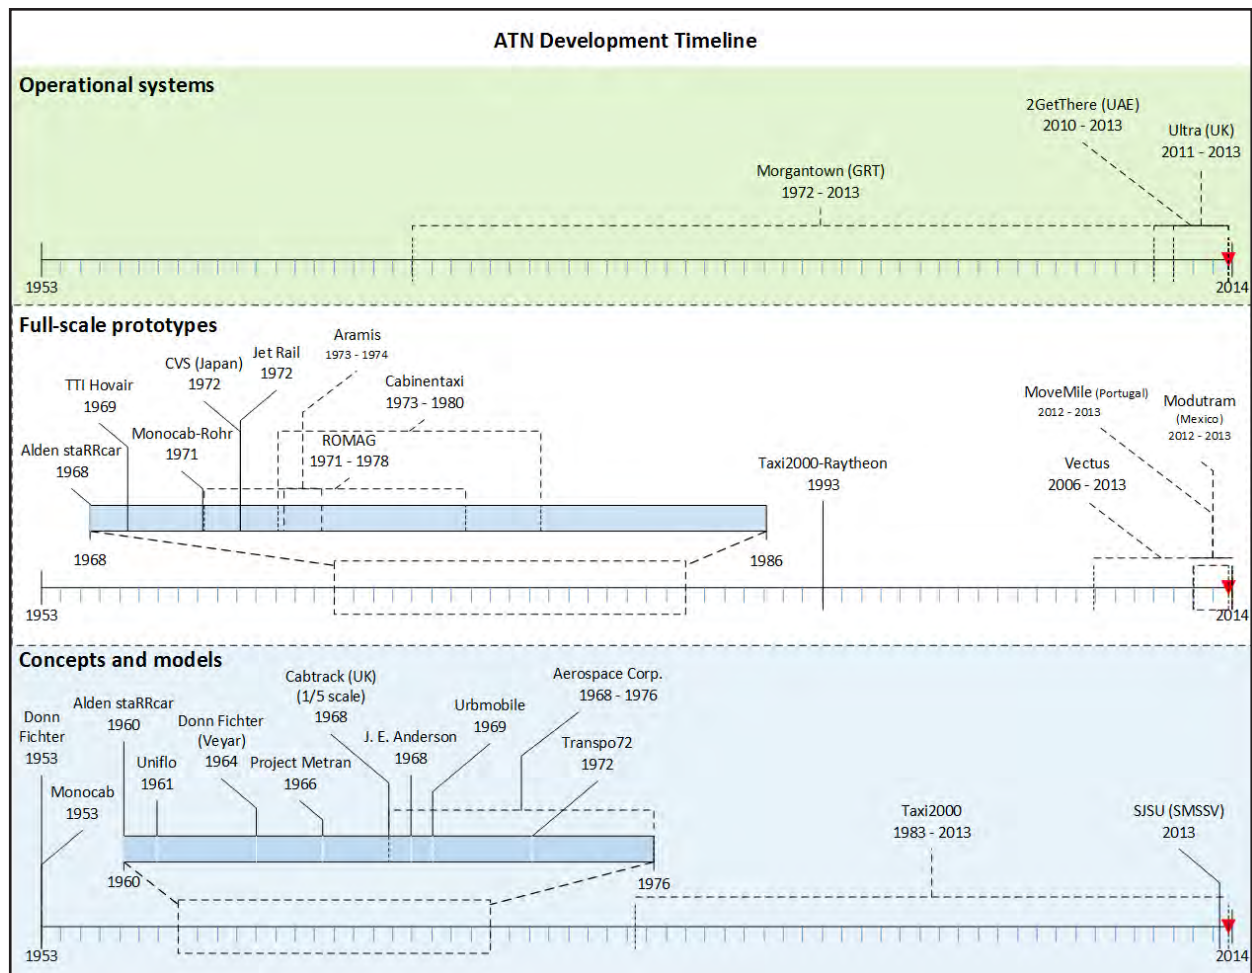 ATN Development Timeline
Operational systems
2GetThere (UAE)
2010 - 2013
Ultra (UK)
2011 - 2013
Morgantown (GRT)
1972 - 2013
1953
2014
Full-scale prototypes
Aramis
1973 - 1974
Jet Rail
1972
CVS (Japan)
1972
TTI Hovair
1969
Cabinentaxi
1973 - 1980
MoveMile (Portugal)
2012 - 2013
Modutram
(Mexico)
2012 - 2013
Monocab-Rohr
1971
ROMAG
1971 - 1978
Alden staRRcar
1968
Taxi2000-Raytheon
1993
Vectus
2006 - 2013
1968
1986
1953
2014
Concepts and models
Cabtrack (UK)
(1/5 scale)
1968
Aerospace Corp.
1968 - 1976
Alden staRRcar
1960
Donn
Fichter
1953
Donn Fichter
(Veyar)
1964
Urbmobile
1969
J. E. Anderson
1968
Transpo72
1972
Uniflo
1961
Project Metran
1966
Monocab
1953
Taxi2000
1983 - 2013
SJSU (SMSSV)
2013
1960
1976
1953
2014